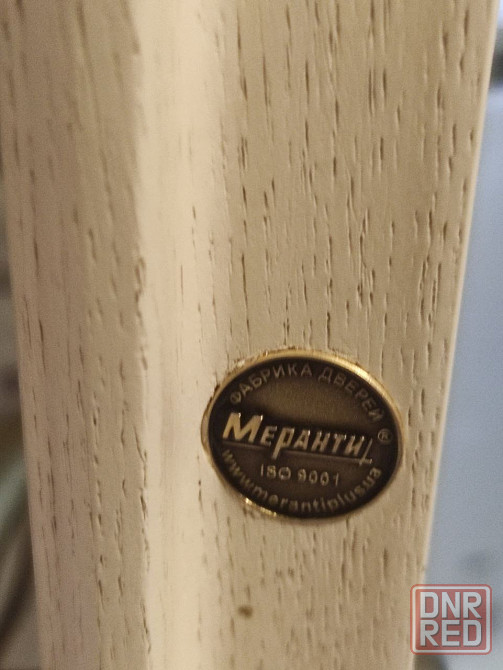 ФАБРИКА ДВЕРЕЙ
МЕРАНТИ+
®
ISO 9001
www.merantiplus.ua
DNR
RED